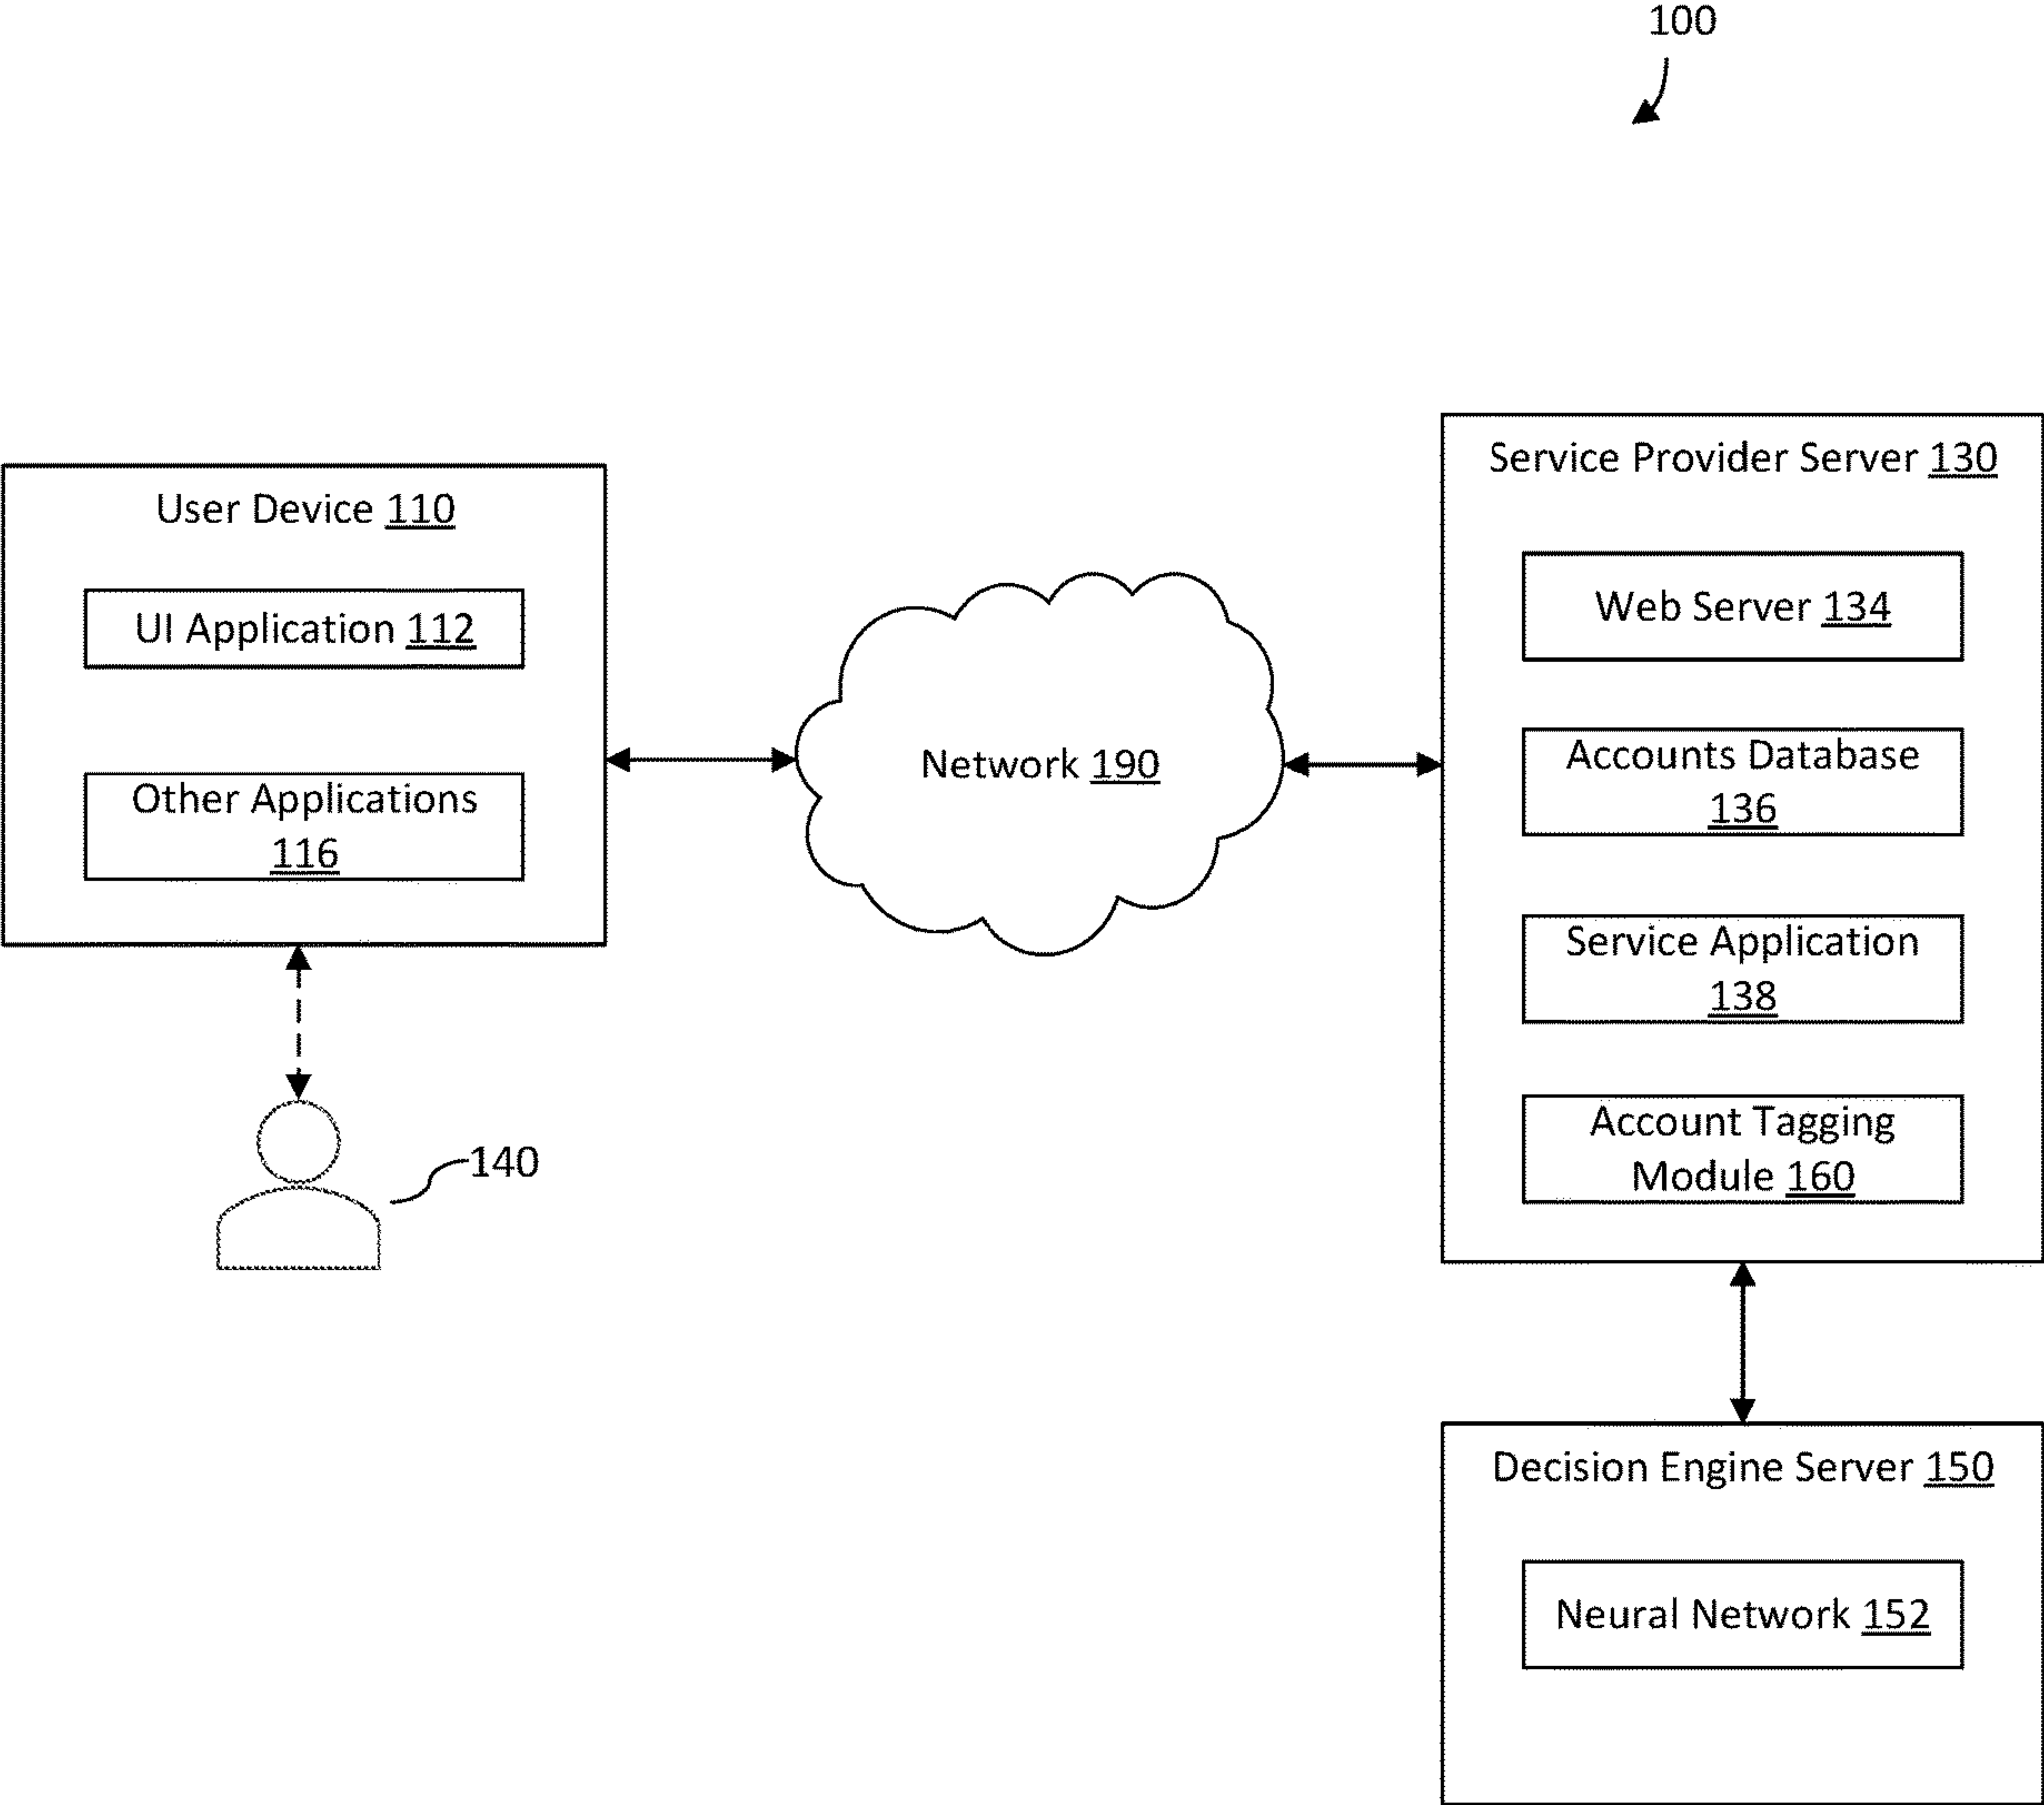 100
User Device 110
UI Application 112
Other Applications
116
140
Network 190
Service Provider Server 130
Web Server 134
Accounts Database
136
Service Application
138
Account Tagging
Module 160
Decision Engine Server 150
Neural Network 152